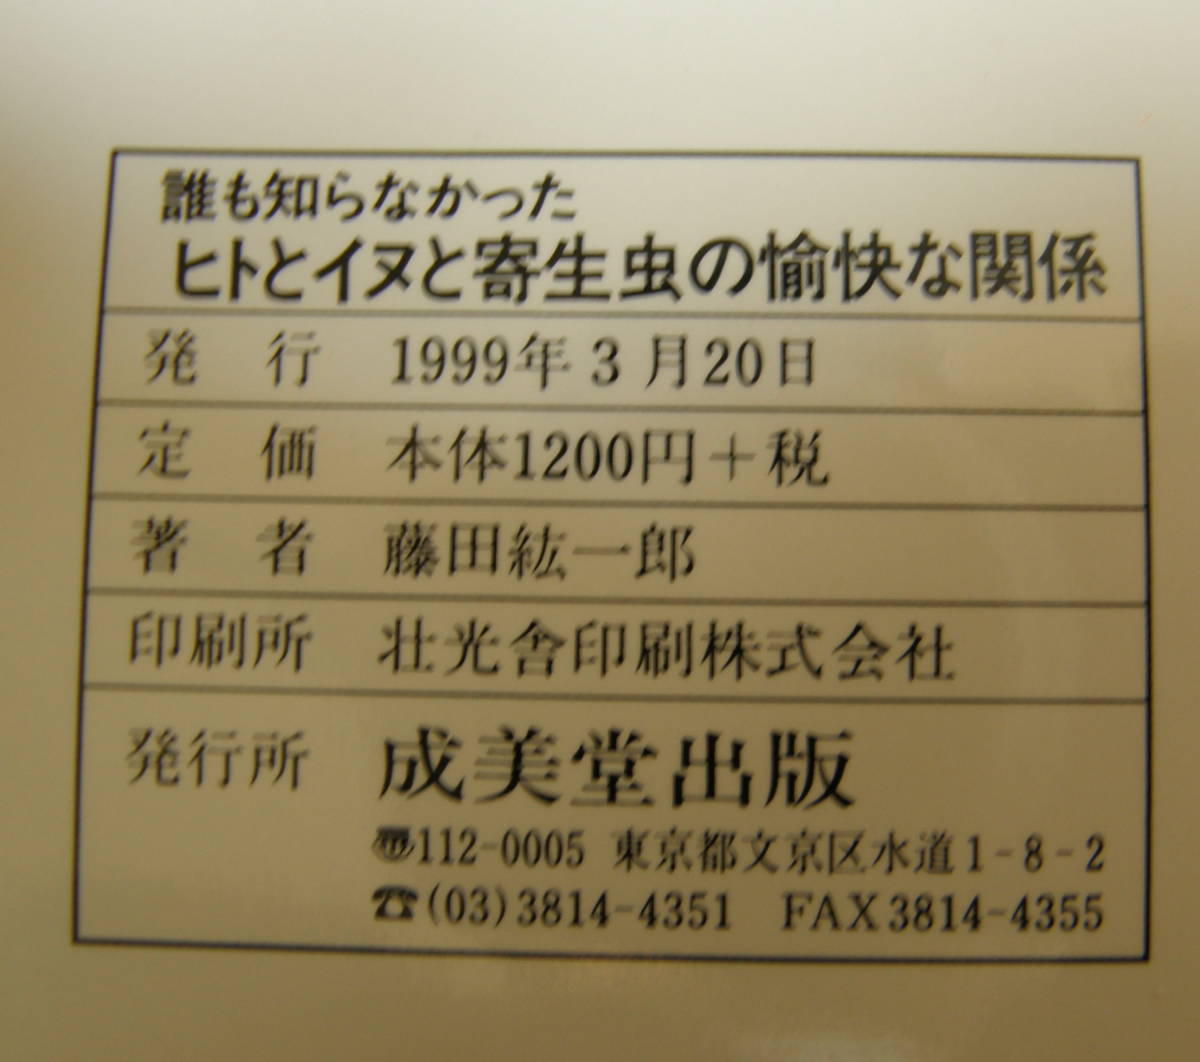 誰も知らなかった
ヒトとイヌと寄生虫の愉快な関係
発 行 1999年3月20日
定 価 本体1200円+税
著 者 藤田紘一郎
印刷所 壮光舎印刷株式会社
発行所 成美堂出版
〠112-0005 東京都文京区水道1-8-2
☎(03)3814-4351 FAX3814-4355